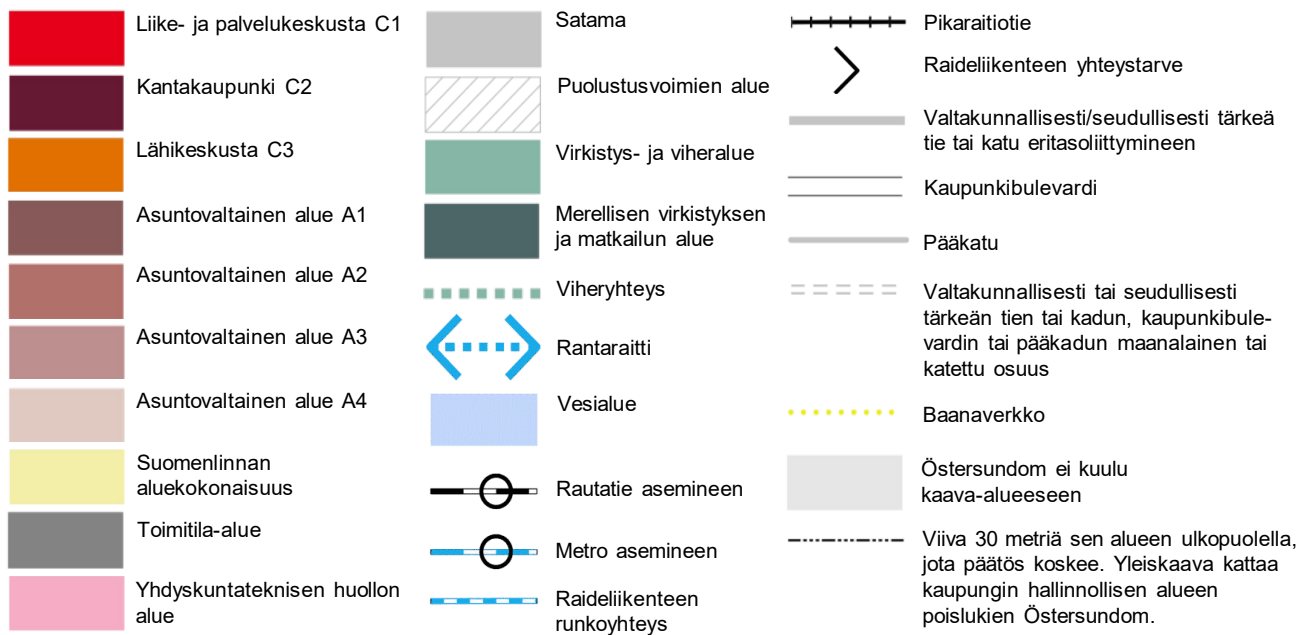 Liike- ja palvelukeskusta C1
Kantakaupunki C2
Lähikeskusta C3
Asuntovaltainen alue A1
Asuntovaltainen alue A2
Asuntovaltainen alue A3
Asuntovaltainen alue A4
Suomenlinnan
aluekokonaisuus
Toimitila-alue
Yhdyskuntateknisen huollon
alue
Satama
Puolustusvoimien alue
Virkistys- ja viheralue
Merellisen virkistyksen
ja matkailun alue
Viheryhteys
Rantaraitti
Vesialue
Rautatie asemineen
Metro asemineen
Raideliikenteen
runkoyhteys
Pikaraitiotie
Raideliikenteen yhteystarve
Valtakunnallisesti/seudullisesti tärkeä
tie tai katu eritasoliittymineen
Kaupunkibulevardi
Pääkatu
Valtakunnallisesti tai seudullisesti
tärkeän tien tai kadun, kaupunkibule-
vardin tai pääkadun maanalainen tai
katettu osuus
Baanaverkko
Östersundom ei kuulu
kaava-alueeseen
Viiva 30 metriä sen alueen ulkopuolella,
jota päätös koskee. Yleiskaava kattaa
kaupungin hallinnollisen alueen
poislukien Östersundom.